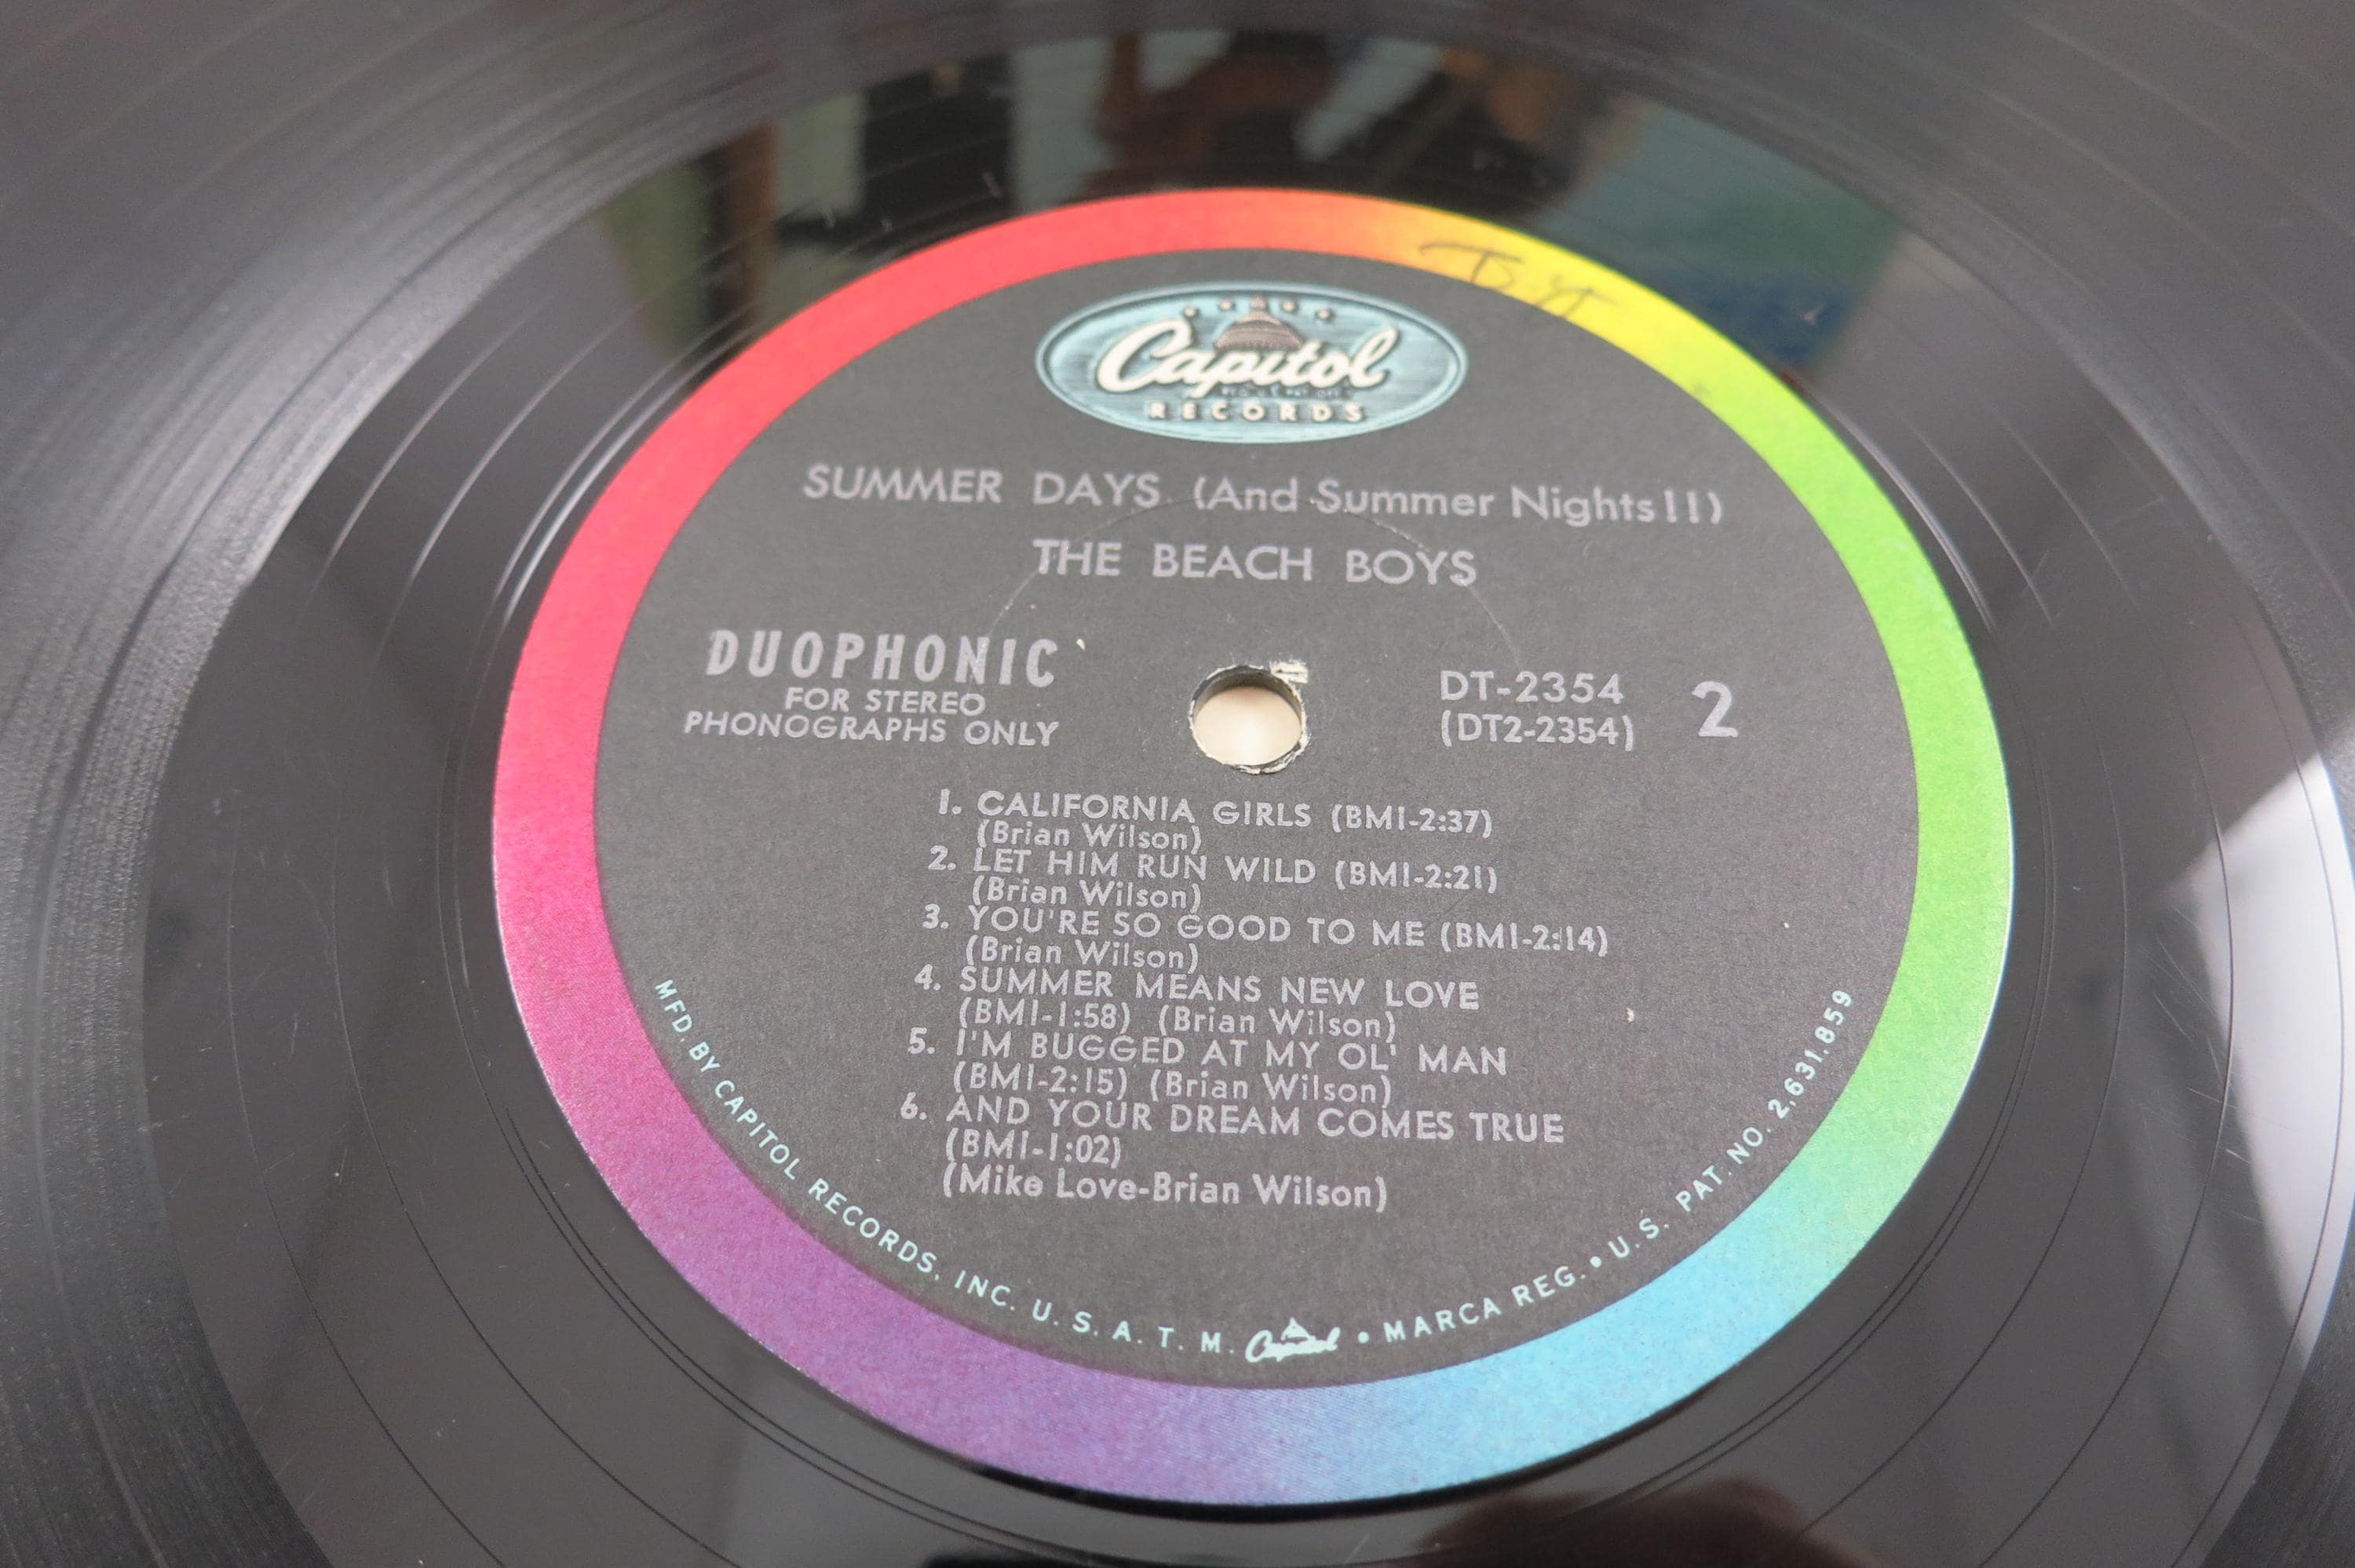 Capitol
RECORDS
SUMMER DAYS (And Summer Nights!!)
THE BEACH BOYS
DUOPHONIC
FOR STEREO
PHONOGRAPHS ONLY
DT-2354
(DT2-2354)
2
1. CALIFORNIA GIRLS (BMI-2:37)
(Brian Wilson)
2. LET HIM RUN WILD (BMI-2:21)
(Brian Wilson)
3. YOU'RE SO GOOD TO ME (BMI-2:14)
(Brian Wilson)
4. SUMMER MEANS NEW LOVE
(BMI-1:58) (Brian Wilson)
5. I'M BUGGED AT MY OL' MAN
(BMI-2:15) (Brian Wilson)
6. AND YOUR DREAM COMES TRUE
(BMI-1:02)
(Mike Love-Brian Wilson)
MFD. BY CAPITOL RECORDS, INC. U.S.A. T.M. Capitol • MARCA REG. • U.S. PAT. NO. 2,631,859